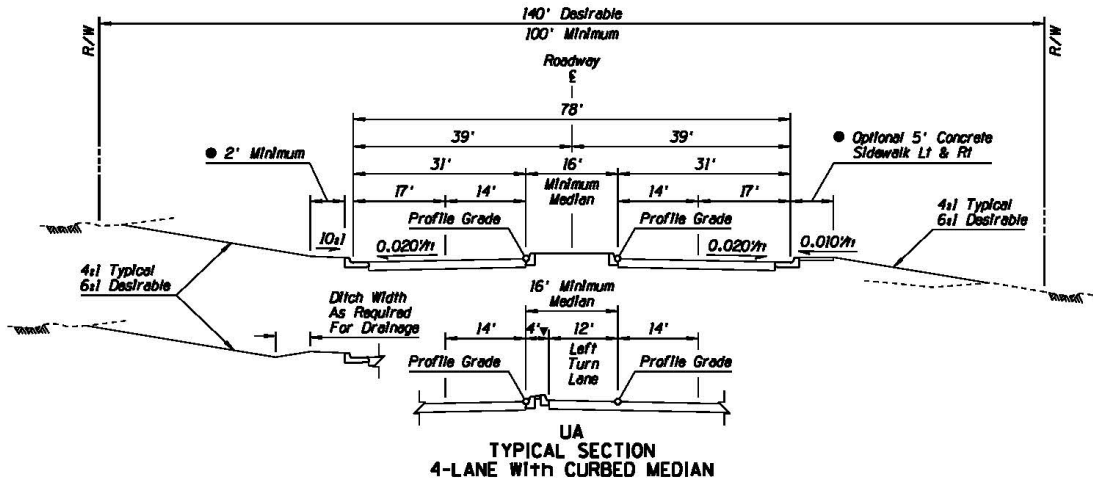 140' Desirable
100' Minimum
R/W
R/W
Roadway
℄
78'
39'
39'
● 2' Minimum
● Optional 5' Concrete
Sidewalk Lt & Rt
31'
16'
31'
Minimum
Median
17'
14'
14'
17'
4:1 Typical
6:1 Desirable
Profile Grade
Profile Grade
10:1
0.020'/ft
0.020'/ft
0.010'/ft
4:1 Typical
6:1 Desirable
16' Minimum
Median
Ditch Width
As Required
For Drainage
14'
4'▼
12'
14'
Left
Turn
Lane
Profile Grade
Profile Grade
UA
TYPICAL SECTION
4-LANE With CURBED MEDIAN